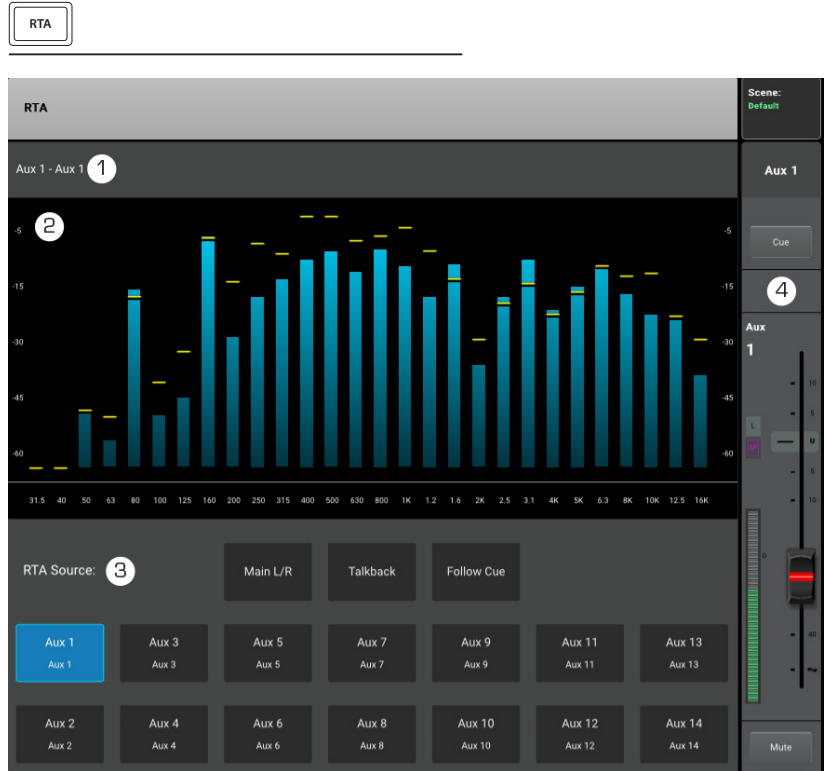 RTA
RTA
Scene:
Default
Aux 1 - Aux 1 1
Aux 1
2
-5 -5
Cue
-15 -15
4
Aux
1
-30 -30
10
-45 -45
5
L
M
U
-60 -60
5
31.5 40 50 63 80 100 125 160 200 250 315 400 500 630 800 1K 1.2 1.6 2K 2.5 3.1 4K 5K 6.3 8K 10K 12.5 16K
10
0
RTA Source: 3 Main L/R Talkback Follow Cue
40
Aux 1 Aux 3 Aux 5 Aux 7 Aux 9 Aux 11 Aux 13
Aux 1 Aux 3 Aux 5 Aux 7 Aux 9 Aux 11 Aux 13
∞
Aux 2 Aux 4 Aux 6 Aux 8 Aux 10 Aux 12 Aux 14
Aux 2 Aux 4 Aux 6 Aux 8 Aux 10 Aux 12 Aux 14
Mute